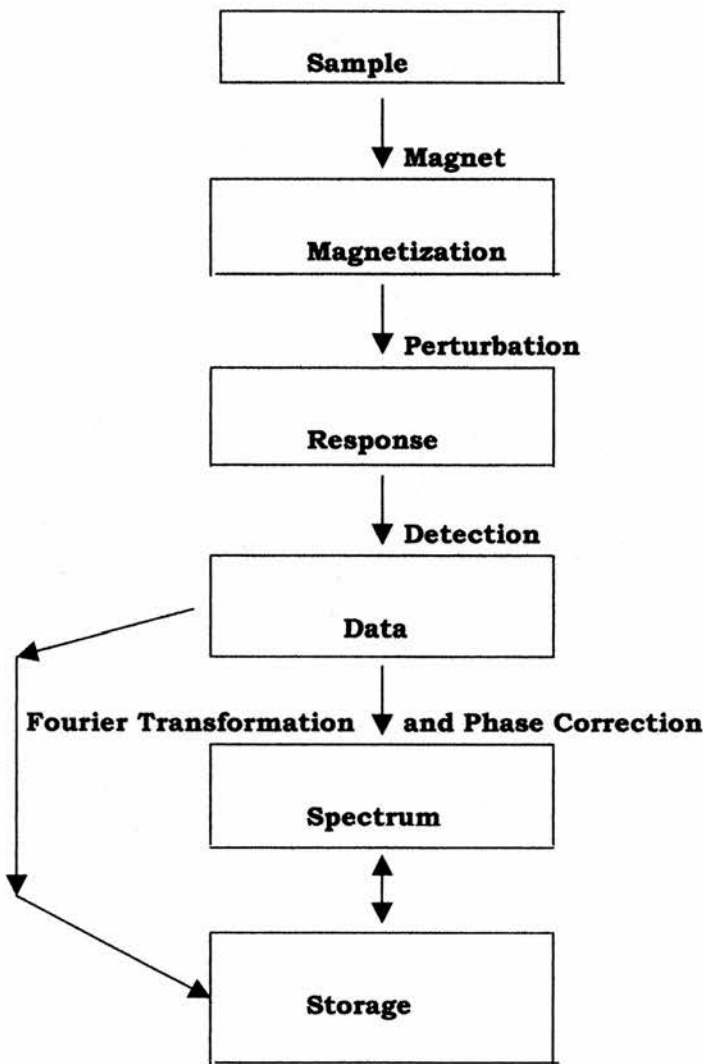 Sample
Magnet
Magnetization
Perturbation
Response
Detection
Data
Fourier Transformation and Phase Correction
Spectrum
Storage